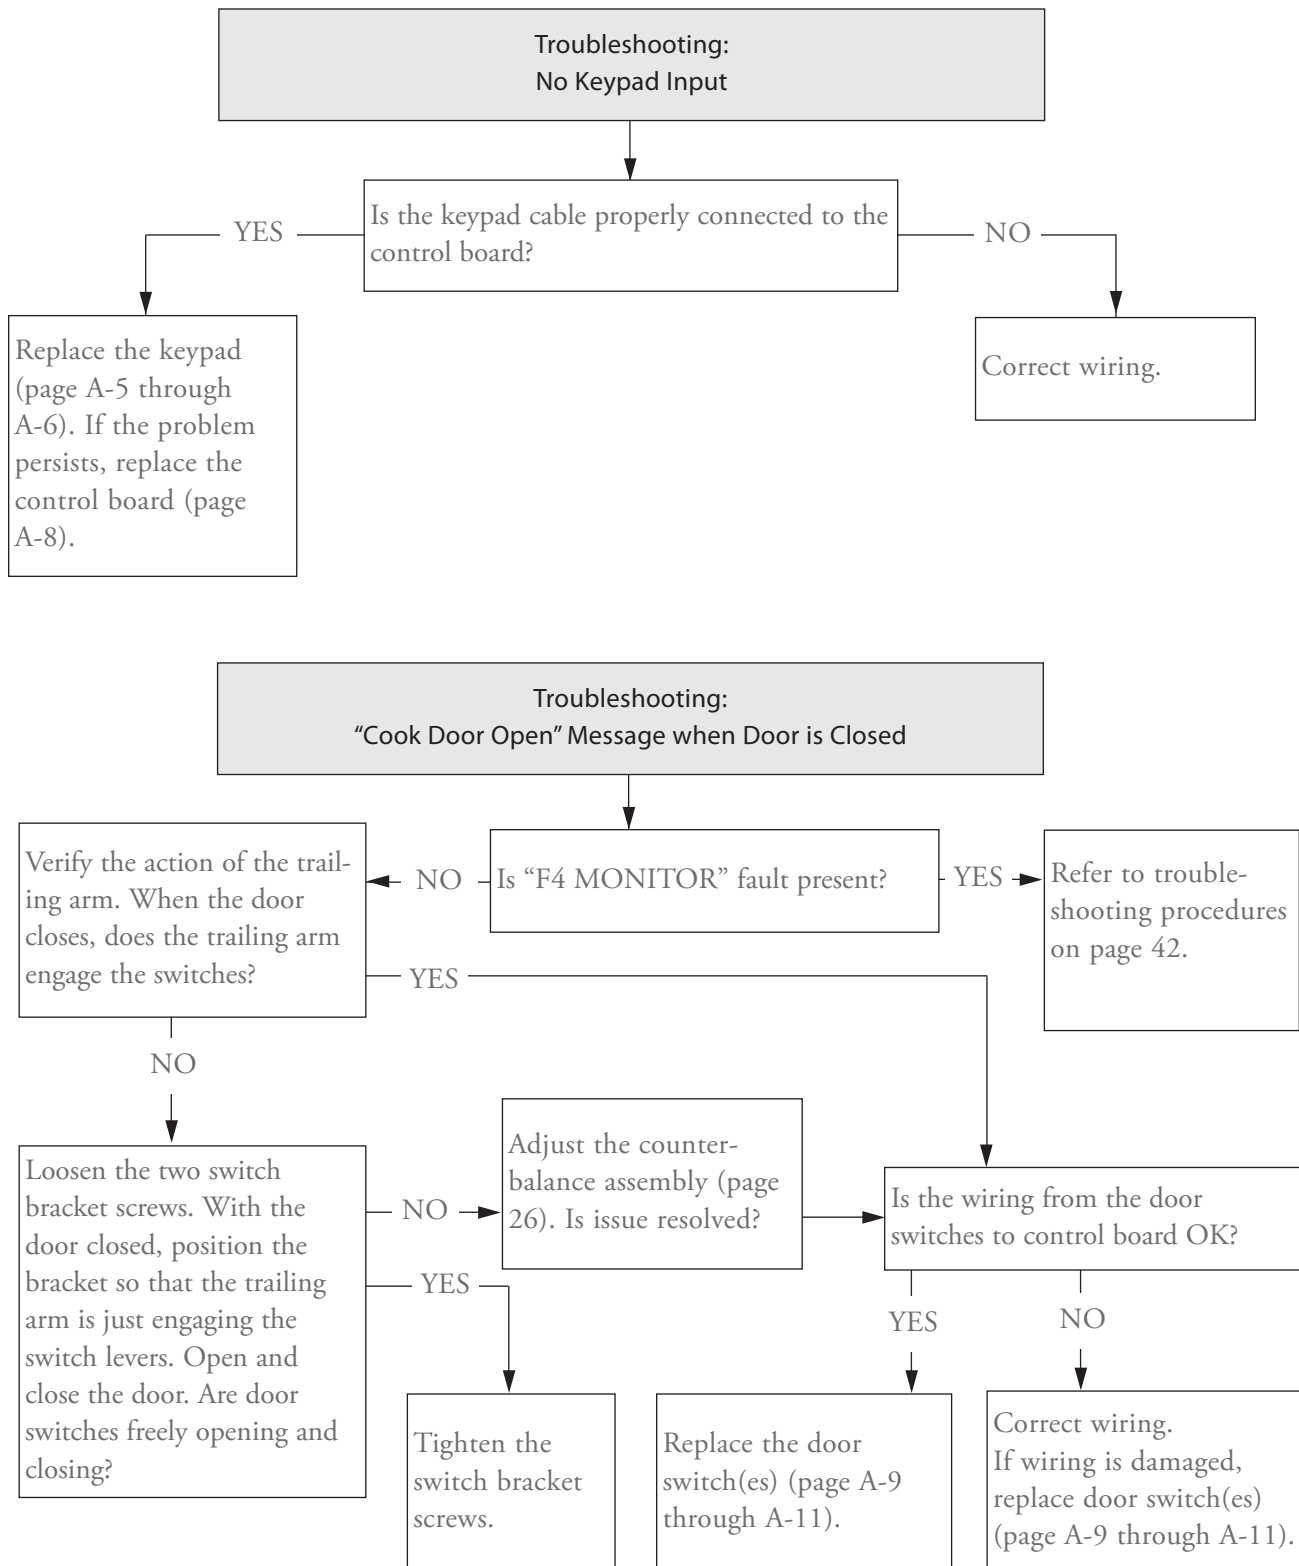 Troubleshooting:
No Keypad Input
Is the keypad cable properly connected to the
control board?
YES
NO
Replace the keypad
(page A-5 through
A-6). If the problem
persists, replace the
control board (page
A-8).
Correct wiring.
Troubleshooting:
“Cook Door Open” Message when Door is Closed
Verify the action of the trail-
ing arm. When the door
closes, does the trailing arm
engage the switches?
NO
Is “F4 MONITOR” fault present?
YES
Refer to trouble-
shooting procedures
on page 42.
YES
NO
Loosen the two switch
bracket screws. With the
door closed, position the
bracket so that the trailing
arm is just engaging the
switch levers. Open and
close the door. Are door
switches freely opening and
closing?
NO
Adjust the counter-
balance assembly (page
26). Is issue resolved?
Is the wiring from the door
switches to control board OK?
YES
YES
NO
Tighten the
switch bracket
screws.
Replace the door
switch(es) (page A-9
through A-11).
Correct wiring.
If wiring is damaged,
replace door switch(es)
(page A-9 through A-11).